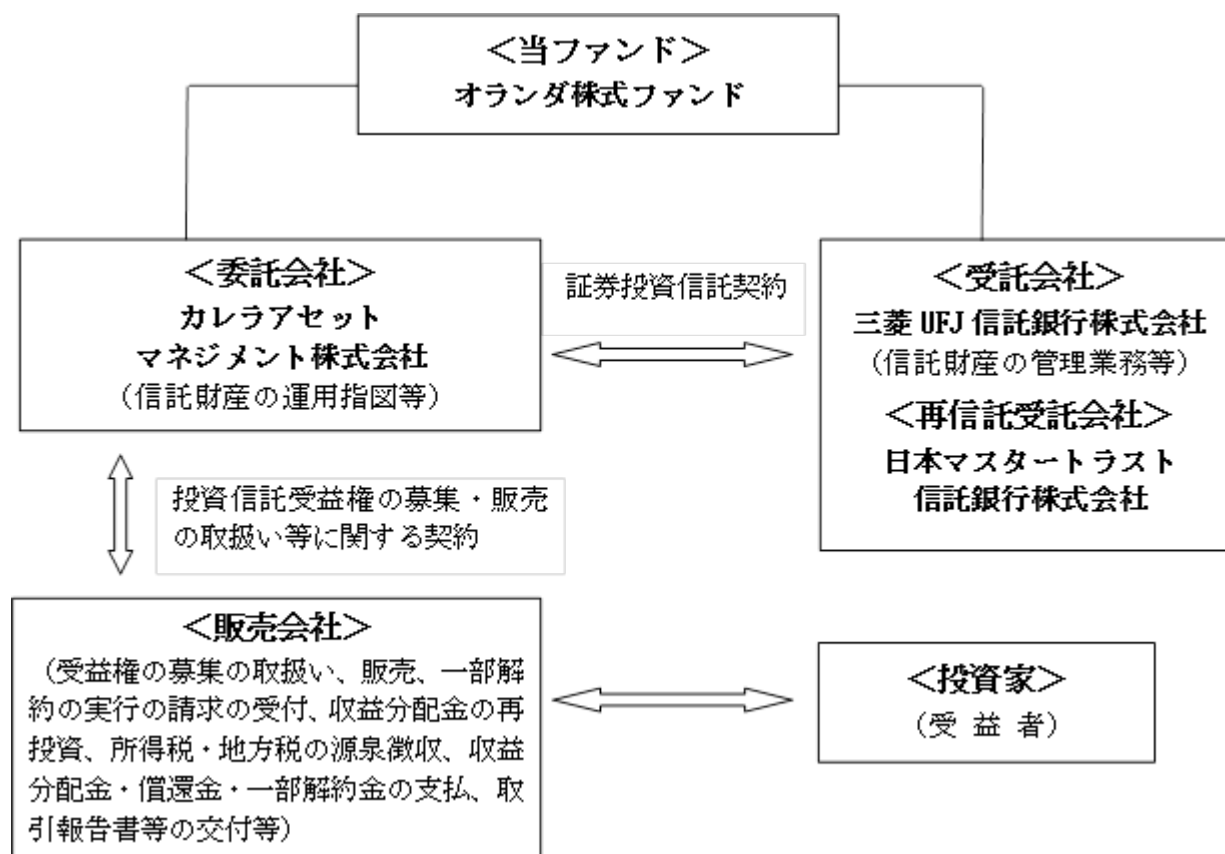 ＜当ファンド＞
オランダ株式ファンド
＜委託会社＞
カレラアセット
マネジメント株式会社
（信託財産の運用指図等）
証券投資信託契約
＜受託会社＞
三菱 UFJ 信託銀行株式会社
（信託財産の管理業務等）
＜再信託受託会社＞
日本マスタートラスト
信託銀行株式会社
投資信託受益権の募集・販売
の取扱い等に関する契約
＜販売会社＞
（受益権の募集の取扱い、販売、一部解
約の実行の請求の受付、収益分配金の再
投資、所得税・地方税の源泉徴収、収益
分配金・償還金・一部解約金の支払、取
引報告書等の交付等）
＜投資家＞
（受 益 者）